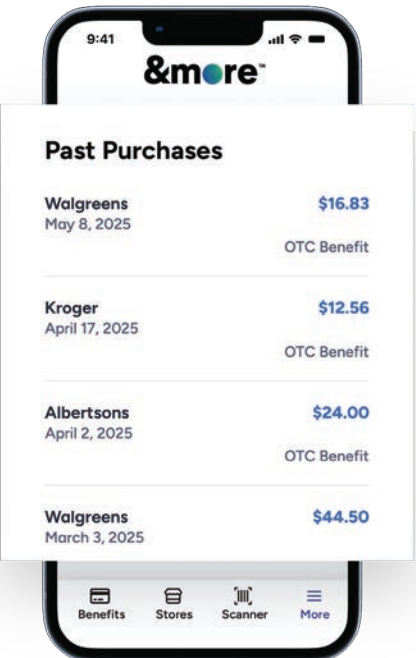 9:41
&more™
Past Purchases
Walgreens $16.83
May 8, 2025
OTC Benefit
Kroger $12.56
April 17, 2025
OTC Benefit
Albertsons $24.00
April 2, 2025
OTC Benefit
Walgreens $44.50
March 3, 2025
Benefits Stores Scanner More